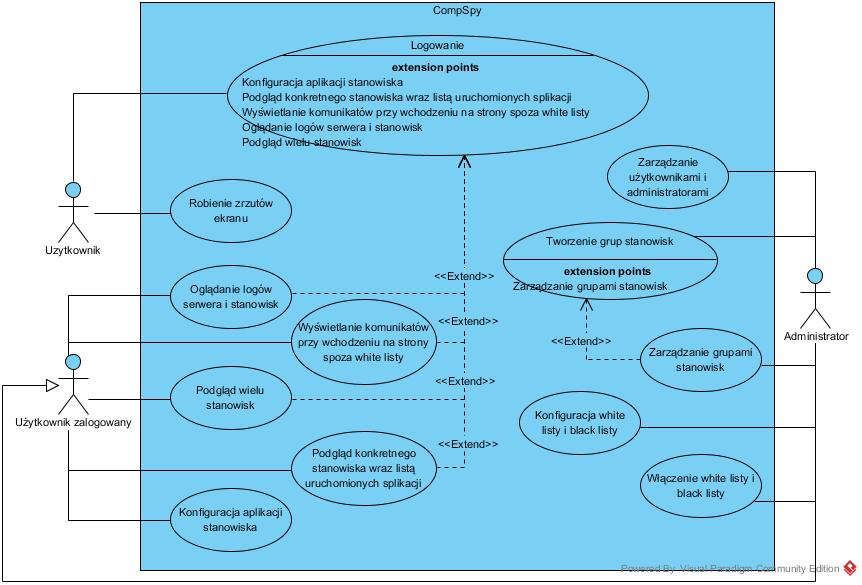 CompSpy
Logowanie
extension points
Konfiguracja aplikacji stanowiska
Podgląd konkretnego stanowiska wraz listą uruchomionych splikacji
Wyświetlanie komunikatów przy wchodzeniu na strony spoza white listy
Oglądanie logów serwera i stanowisk
Podgląd wielu stanowisk
Zarządzanie
użytkownikami i
administratorami
Robienie zrzutów
ekranu
Uzytkownik
Tworzenie grup stanowisk
extension points
Zarządzanie grupami stanowisk
<<Extend>>
Oglądanie logów
serwera i stanowisk
<<Extend>>
Wyświetlanie komunikatów
przy wchodzeniu na strony
spoza white listy
Administrator
<<Extend>>
Zarządzanie grupami
stanowisk
<<Extend>>
Podgląd wielu
stanowisk
Użytkownik zalogowany
Konfiguracja white
listy i black listy
<<Extend>>
Podgląd konkretnego
stanowiska wraz listą
uruchomionych splikacji
Włączenie white listy i
black listy
Konfiguracja aplikacji
stanowiska
Powered By Visual Paradigm Community Edition